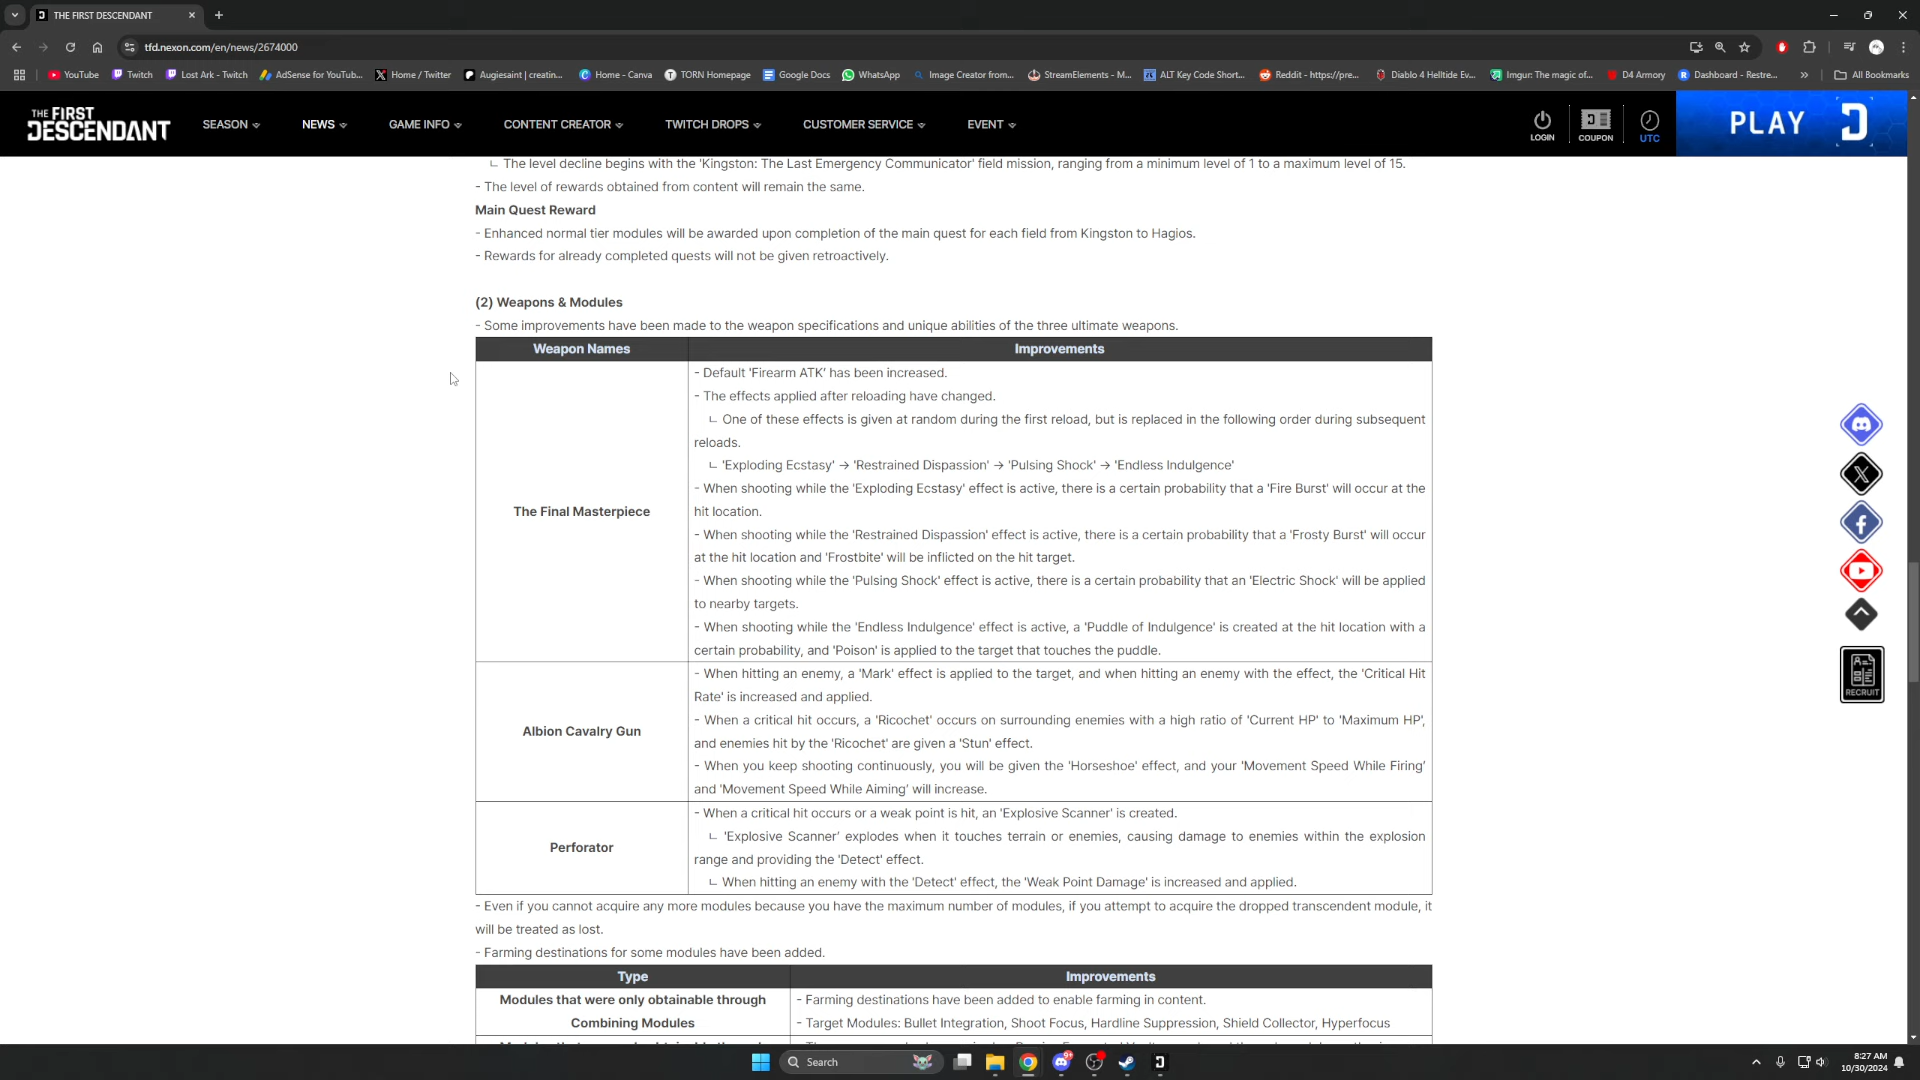 THE FIRST DESCENDANT
tfd.nexon.com/en/news/2674000
YouTube
Twitch
Lost Ark - Twitch
AdSense for YouTub...
Home / Twitter
Augiesaint | creatin...
Home - Canva
TORN Homepage
Google Docs
WhatsApp
Image Creator from...
StreamElements - M...
ALT Key Code Short...
Reddit - https://pre...
Diablo 4 Helltide Ev...
Imgur: The magic of...
D4 Armory
Dashboard - Restre...
»
All Bookmarks
THE FIRST
DESCENDANT
SEASON
NEWS
GAME INFO
CONTENT CREATOR
TWITCH DROPS
CUSTOMER SERVICE
EVENT
LOGIN
COUPON
UTC
PLAY
ㄴ The level decline begins with the 'Kingston: The Last Emergency Communicator' field mission, ranging from a minimum level of 1 to a maximum level of 15.
- The level of rewards obtained from content will remain the same.
Main Quest Reward
- Enhanced normal tier modules will be awarded upon completion of the main quest for each field from Kingston to Hagios.
- Rewards for already completed quests will not be given retroactively.
(2) Weapons & Modules
- Some improvements have been made to the weapon specifications and unique abilities of the three ultimate weapons.
Weapon Names
Improvements
The Final Masterpiece
- Default 'Firearm ATK' has been increased.
- The effects applied after reloading have changed.
ㄴ One of these effects is given at random during the first reload, but is replaced in the following order during subsequent
reloads.
ㄴ 'Exploding Ecstasy' → 'Restrained Dispassion' → 'Pulsing Shock' → 'Endless Indulgence'
- When shooting while the 'Exploding Ecstasy' effect is active, there is a certain probability that a 'Fire Burst' will occur at the
hit location.
- When shooting while the 'Restrained Dispassion' effect is active, there is a certain probability that a 'Frosty Burst' will occur
at the hit location and 'Frostbite' will be inflicted on the hit target.
- When shooting while the 'Pulsing Shock' effect is active, there is a certain probability that an 'Electric Shock' will be applied
to nearby targets.
- When shooting while the 'Endless Indulgence' effect is active, a 'Puddle of Indulgence' is created at the hit location with a
certain probability, and 'Poison' is applied to the target that touches the puddle.
Albion Cavalry Gun
- When hitting an enemy, a 'Mark' effect is applied to the target, and when hitting an enemy with the effect, the 'Critical Hit
Rate' is increased and applied.
- When a critical hit occurs, a 'Ricochet' occurs on surrounding enemies with a high ratio of 'Current HP' to 'Maximum HP',
and enemies hit by the 'Ricochet' are given a 'Stun' effect.
- When you keep shooting continuously, you will be given the 'Horseshoe' effect, and your 'Movement Speed While Firing'
and 'Movement Speed While Aiming' will increase.
Perforator
- When a critical hit occurs or a weak point is hit, an 'Explosive Scanner' is created.
ㄴ 'Explosive Scanner' explodes when it touches terrain or enemies, causing damage to enemies within the explosion
range and providing the 'Detect' effect.
ㄴ When hitting an enemy with the 'Detect' effect, the 'Weak Point Damage' is increased and applied.
- Even if you cannot acquire any more modules because you have the maximum number of modules, if you attempt to acquire the dropped transcendent module, it
will be treated as lost.
- Farming destinations for some modules have been added.
Type
Improvements
Modules that were only obtainable through
Combining Modules
- Farming destinations have been added to enable farming in content.
- Target Modules: Bullet Integration, Shoot Focus, Hardline Suppression, Shield Collector, Hyperfocus
RECRUIT
Search
9+
8:27 AM
10/30/2024